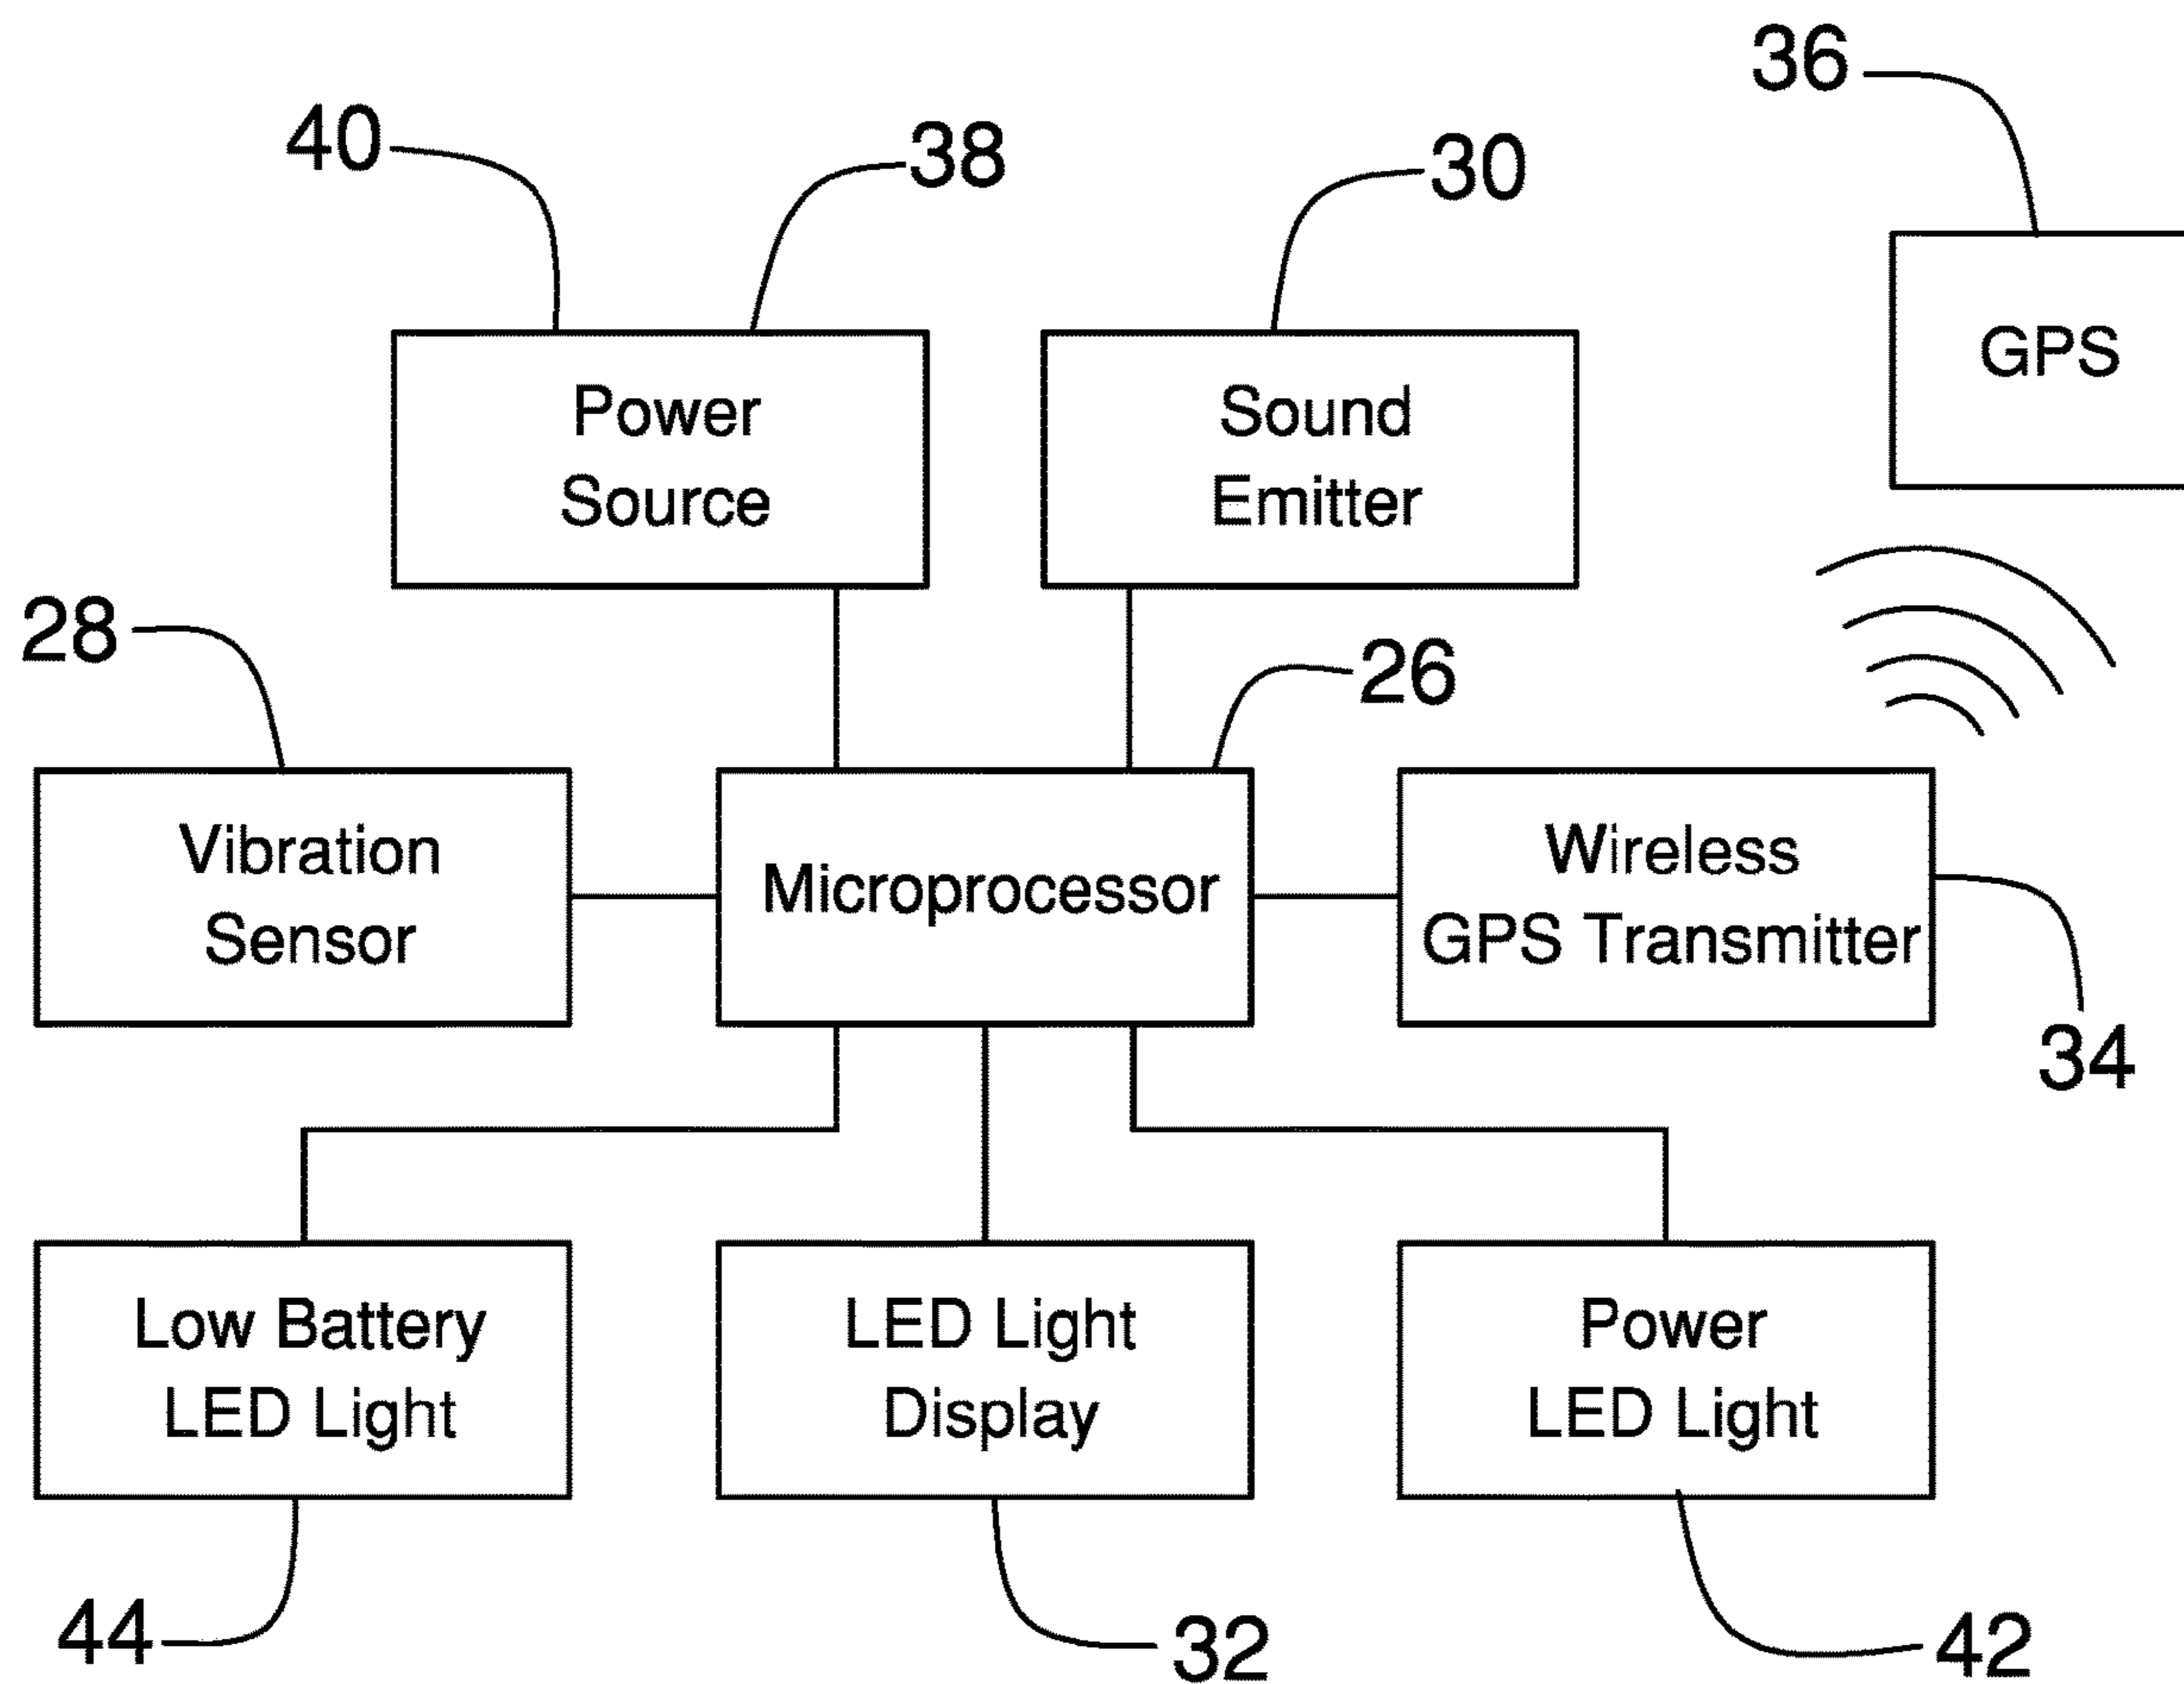 36
40
38
30
GPS
Power
Source
Sound
Emitter
28
26
Vibration
Sensor
Microprocessor
Wireless
GPS Transmitter
34
Low Battery
LED Light
LED Light
Display
Power
LED Light
44
32
42